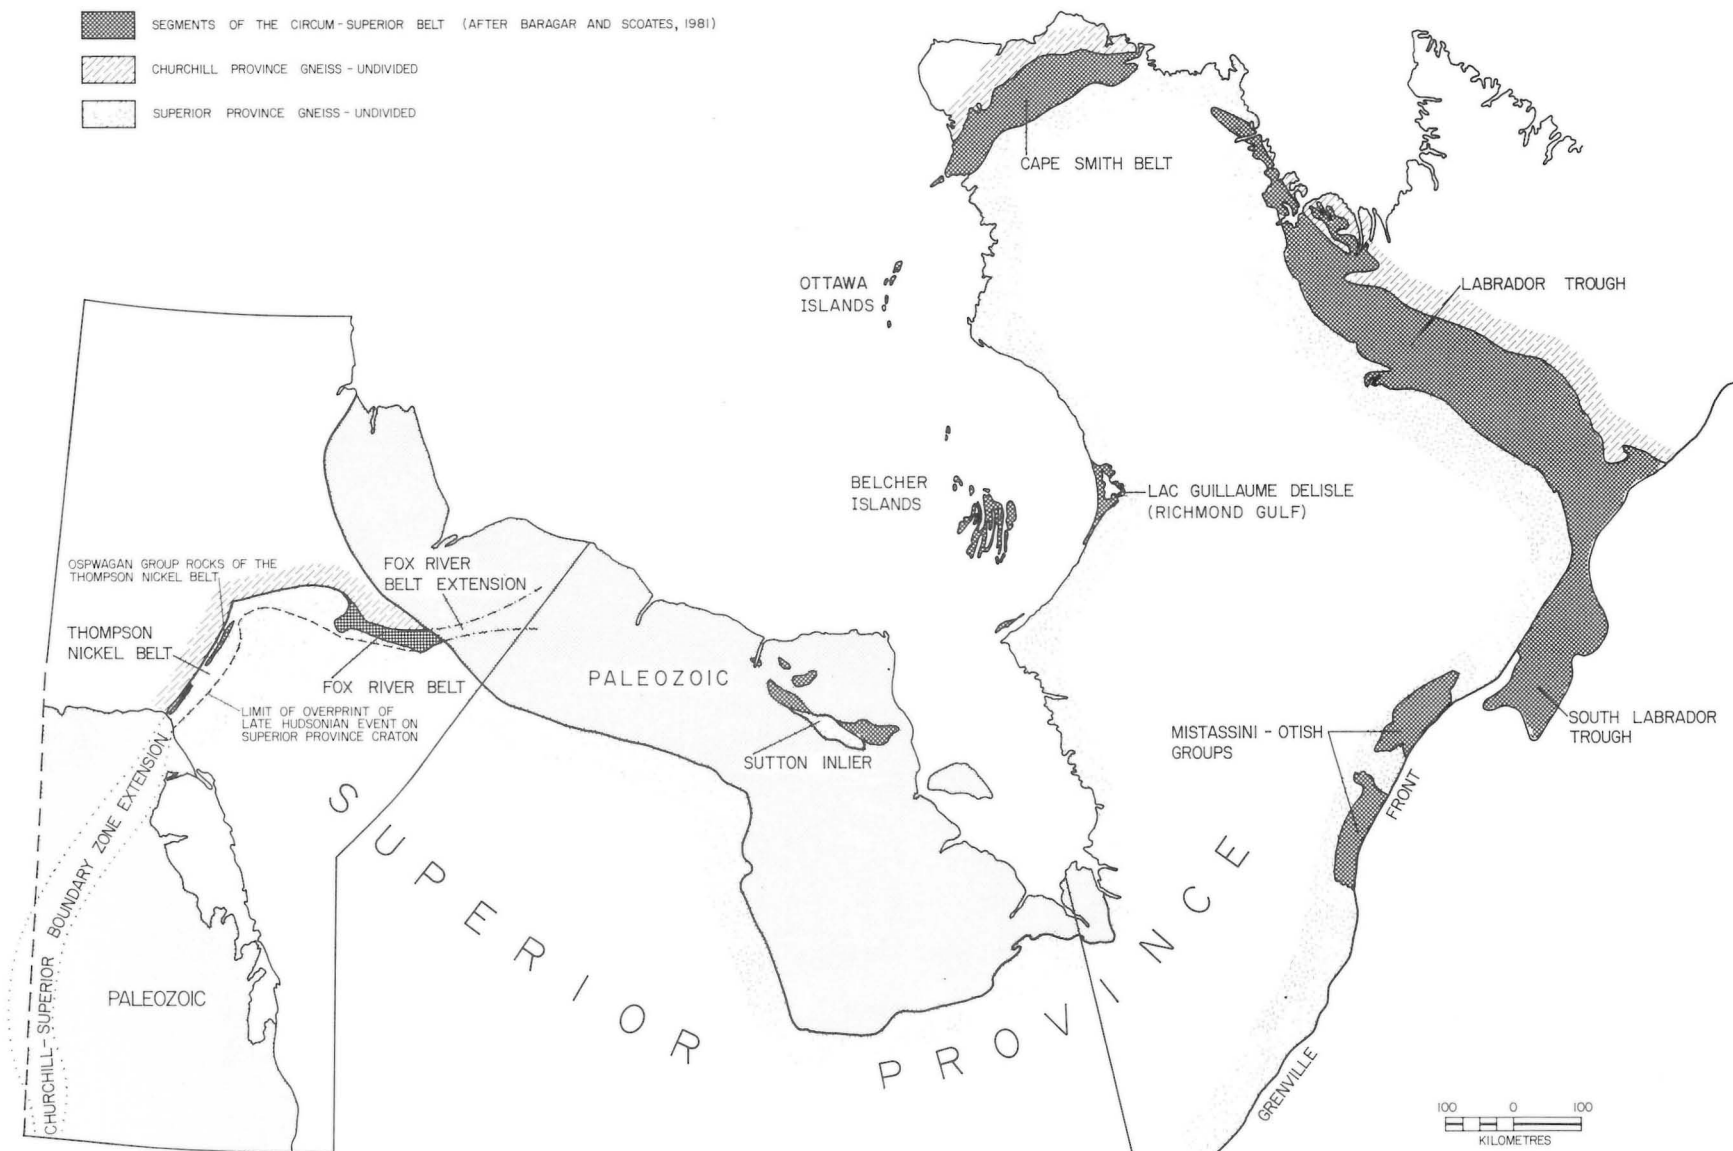 SEGMENTS OF THE CIRCUM-SUPERIOR BELT (AFTER BARAGAR AND SCOATES, 1981)
CHURCHILL PROVINCE GNEISS - UNDIVIDED
SUPERIOR PROVINCE GNEISS - UNDIVIDED
CAPE SMITH BELT
OTTAWA
ISLANDS
LABRADOR TROUGH
BELCHER
ISLANDS
LAC GUILLAUME DELISLE
(RICHMOND GULF)
OSPWAGAN GROUP ROCKS OF THE
THOMPSON NICKEL BELT
FOX RIVER
BELT EXTENSION
THOMPSON
NICKEL BELT
FOX RIVER BELT
LIMIT OF OVERPRINT OF
LATE HUDSONIAN EVENT ON
SUPERIOR PROVINCE CRATON
PALEOZOIC
SUTTON INLIER
MISTASSINI - OTISH
GROUPS
SOUTH LABRADOR
TROUGH
CHURCHILL - SUPERIOR BOUNDARY ZONE EXTENSION
PALEOZOIC
SUPERIOR PROVINCE
GRENVILLE FRONT
100 0 100
KILOMETRES